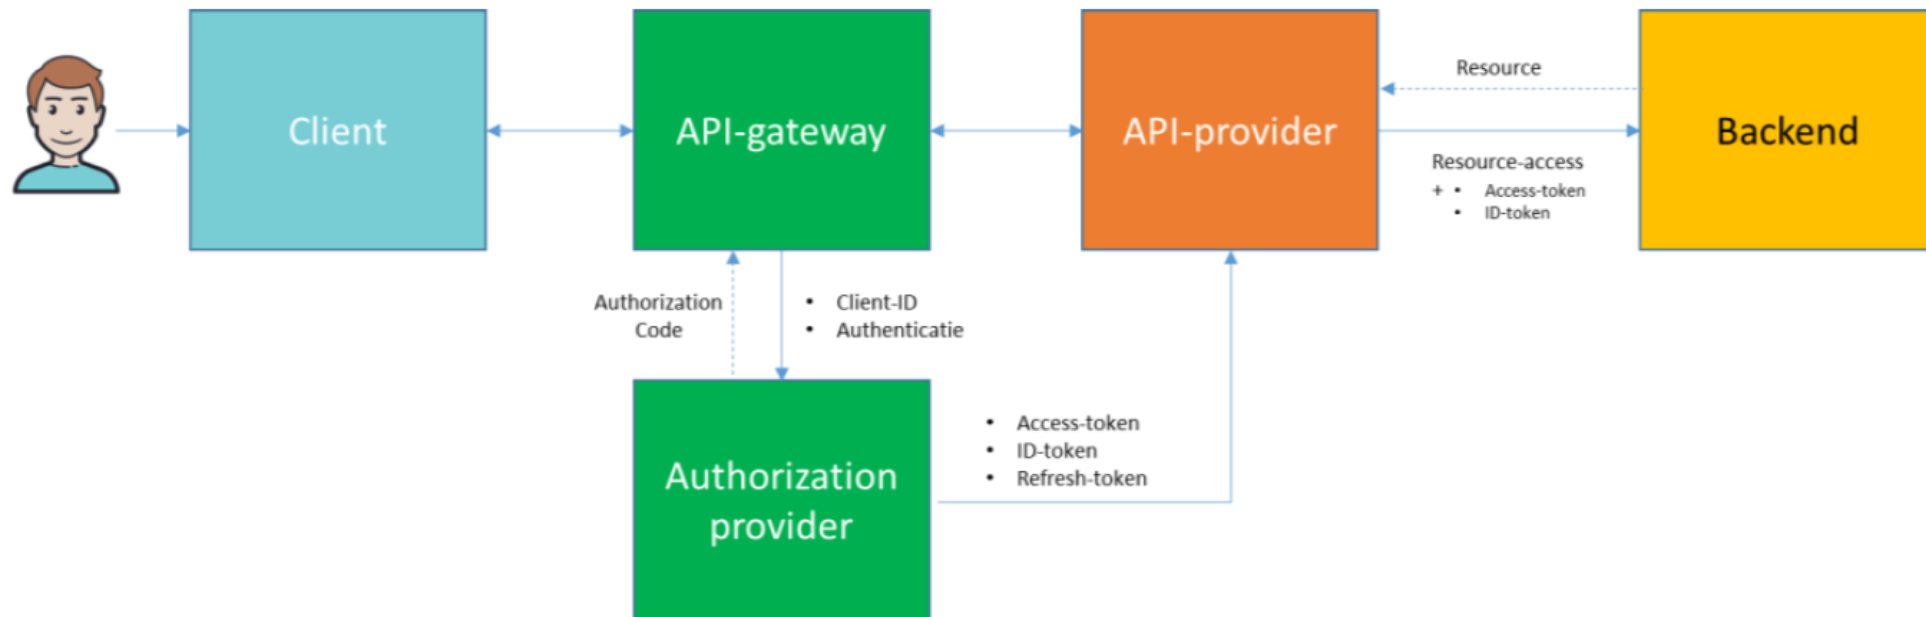 Client
API-gateway
API-provider
Backend
Resource
Resource-access
+ • Access-token
• ID-token
Authorization
Code
• Client-ID
• Authenticatie
Authorization
provider
• Access-token
• ID-token
• Refresh-token